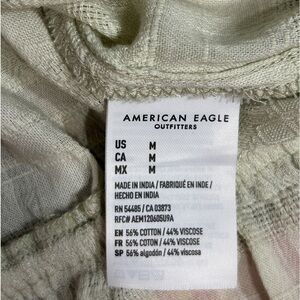 AMERICAN EAGLE
OUTFITTERS
US M
CA M
MX M
MADE IN INDIA / FABRIQUÉ EN INDE /
HECHO EN INDIA
RN 54485 / CA 03873
RFC# AEM120605U9A
EN 56% COTTON / 44% VISCOSE
FR 56% COTON / 44% VISCOSE
SP 56% algodón / 44% viscosa